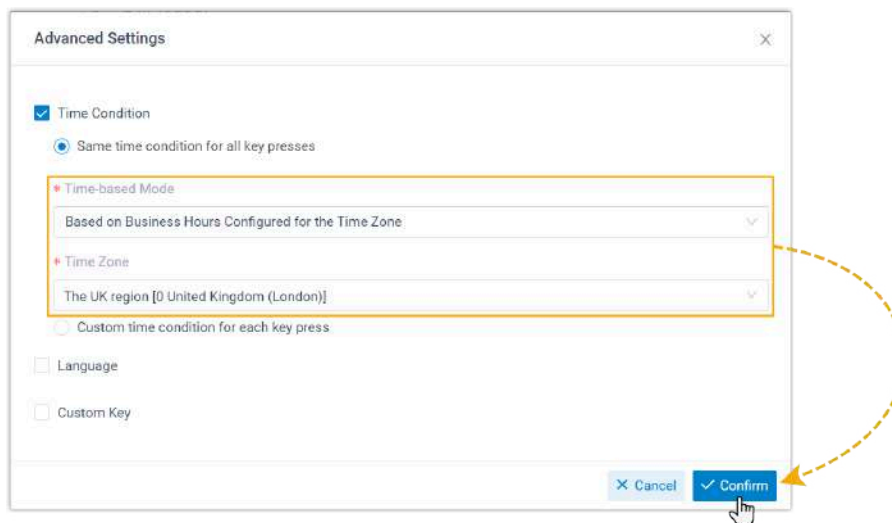 Advanced Settings
Time Condition
Same time condition for all key presses
* Time-based Mode
Based on Business Hours Configured for the Time Zone
* Time Zone
The UK region [0 United Kingdom (London)]
Custom time condition for each key press
Language
Custom Key
Cancel
Confirm